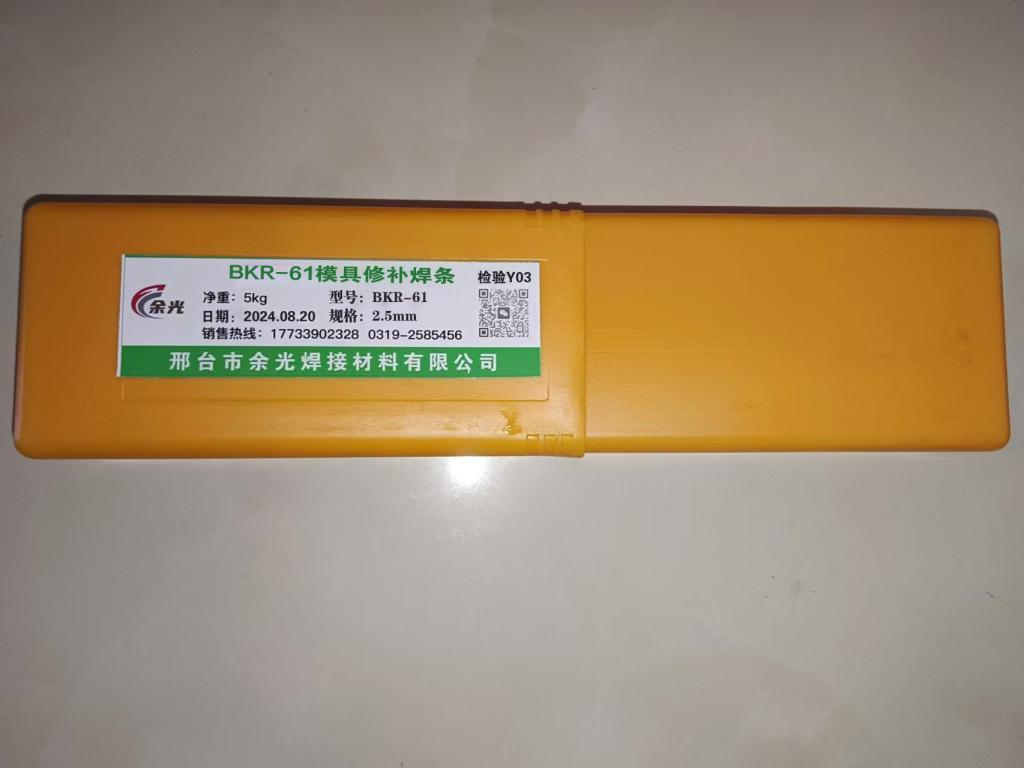 BKR-61模具修补焊条
检验Y03
余光
净重：5kg 型号：BKR-61
日期：2024.08.20 规格：2.5mm
销售热线：17733902328 0319-2585456
邢台市余光焊接材料有限公司